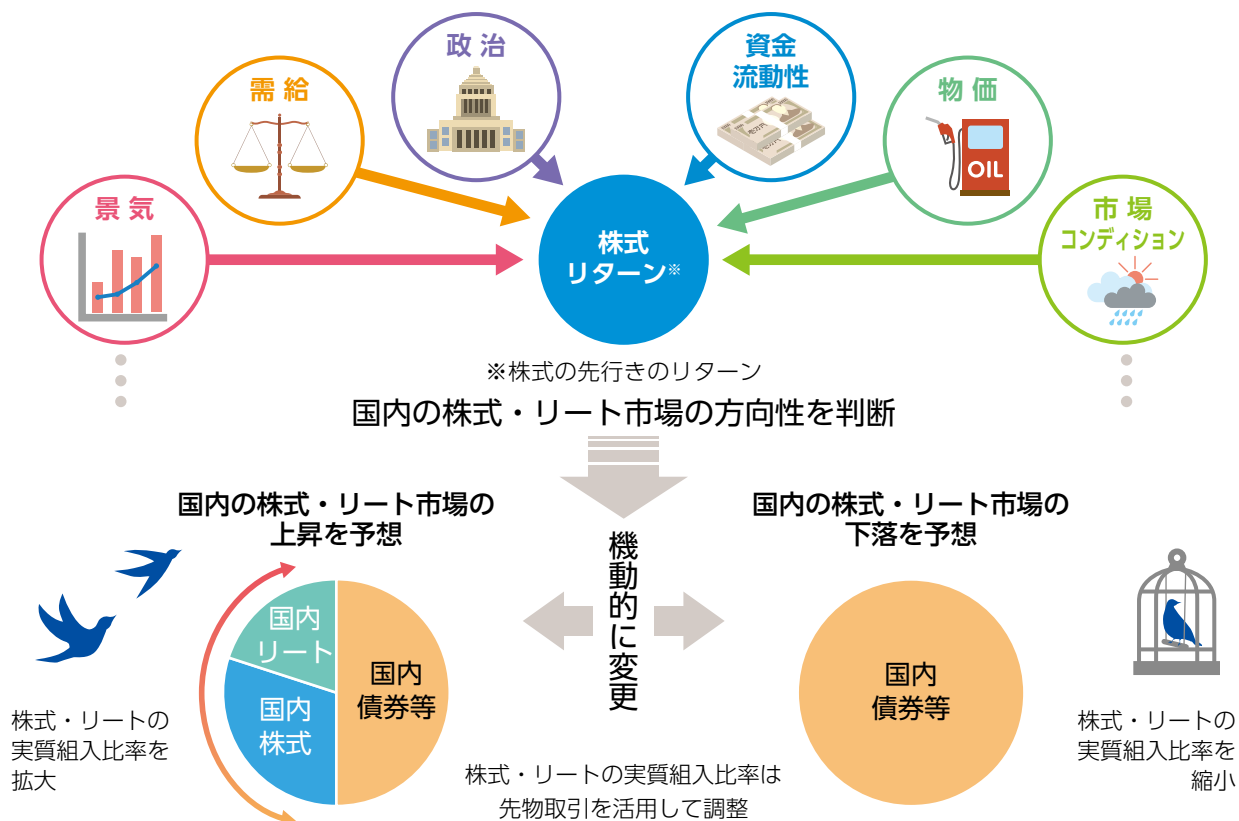 政治
資金
流動性
需給
物価
OIL
景気
市場
コンディション
株式
リターン※
※株式の先行きのリターン
国内の株式・リート市場の方向性を判断
国内の株式・リート市場の
上昇を予想
国内の株式・リート市場の
下落を予想
機動的に変更
国内
リート
国内
株式
国内
債券等
国内
債券等
株式・リートの
実質組入比率を
拡大
株式・リートの実質組入比率は
先物取引を活用して調整
株式・リートの
実質組入比率を
縮小